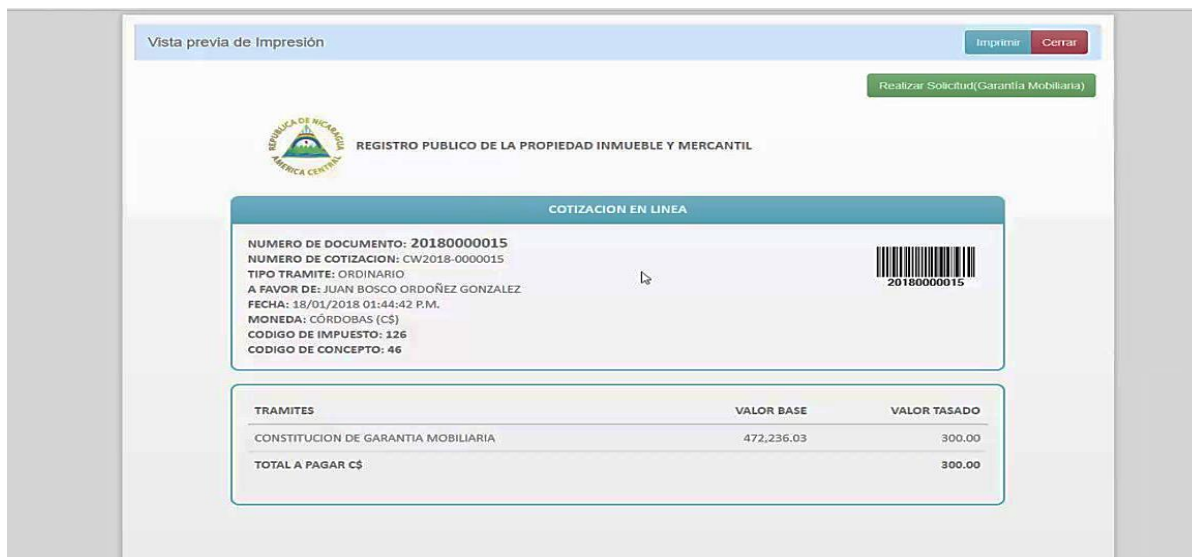 Vista previa de Impresión
Imprimir Cerrar
Realizar Solicitud(Garantía Mobiliaria)
REPUBLICA DE NICARAGUA
AMERICA CENTRAL
REGISTRO PUBLICO DE LA PROPIEDAD INMUEBLE Y MERCANTIL
COTIZACION EN LINEA
NUMERO DE DOCUMENTO: 20180000015
NUMERO DE COTIZACION: CW2018-0000015
TIPO TRAMITE: ORDINARIO
A FAVOR DE: JUAN BOSCO ORDOÑEZ GONZALEZ
FECHA: 18/01/2018 01:44:42 P.M.
MONEDA: CÓRDOBAS (C$)
CODIGO DE IMPUESTO: 126
CODIGO DE CONCEPTO: 46
20180000015
TRAMITES VALOR BASE VALOR TASADO
CONSTITUCION DE GARANTIA MOBILIARIA 472,236.03 300.00
TOTAL A PAGAR C$ 300.00